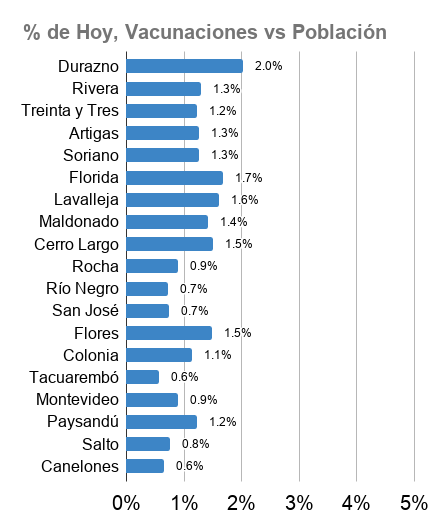 % de Hoy, Vacunaciones vs Población
Durazno 2.0%
Rivera 1.3%
Treinta y Tres 1.2%
Artigas 1.3%
Soriano 1.3%
Florida 1.7%
Lavalleja 1.6%
Maldonado 1.4%
Cerro Largo 1.5%
Rocha 0.9%
Río Negro 0.7%
San José 0.7%
Flores 1.5%
Colonia 1.1%
Tacuarembó 0.6%
Montevideo 0.9%
Paysandú 1.2%
Salto 0.8%
Canelones 0.6%
0% 1% 2% 3% 4% 5%